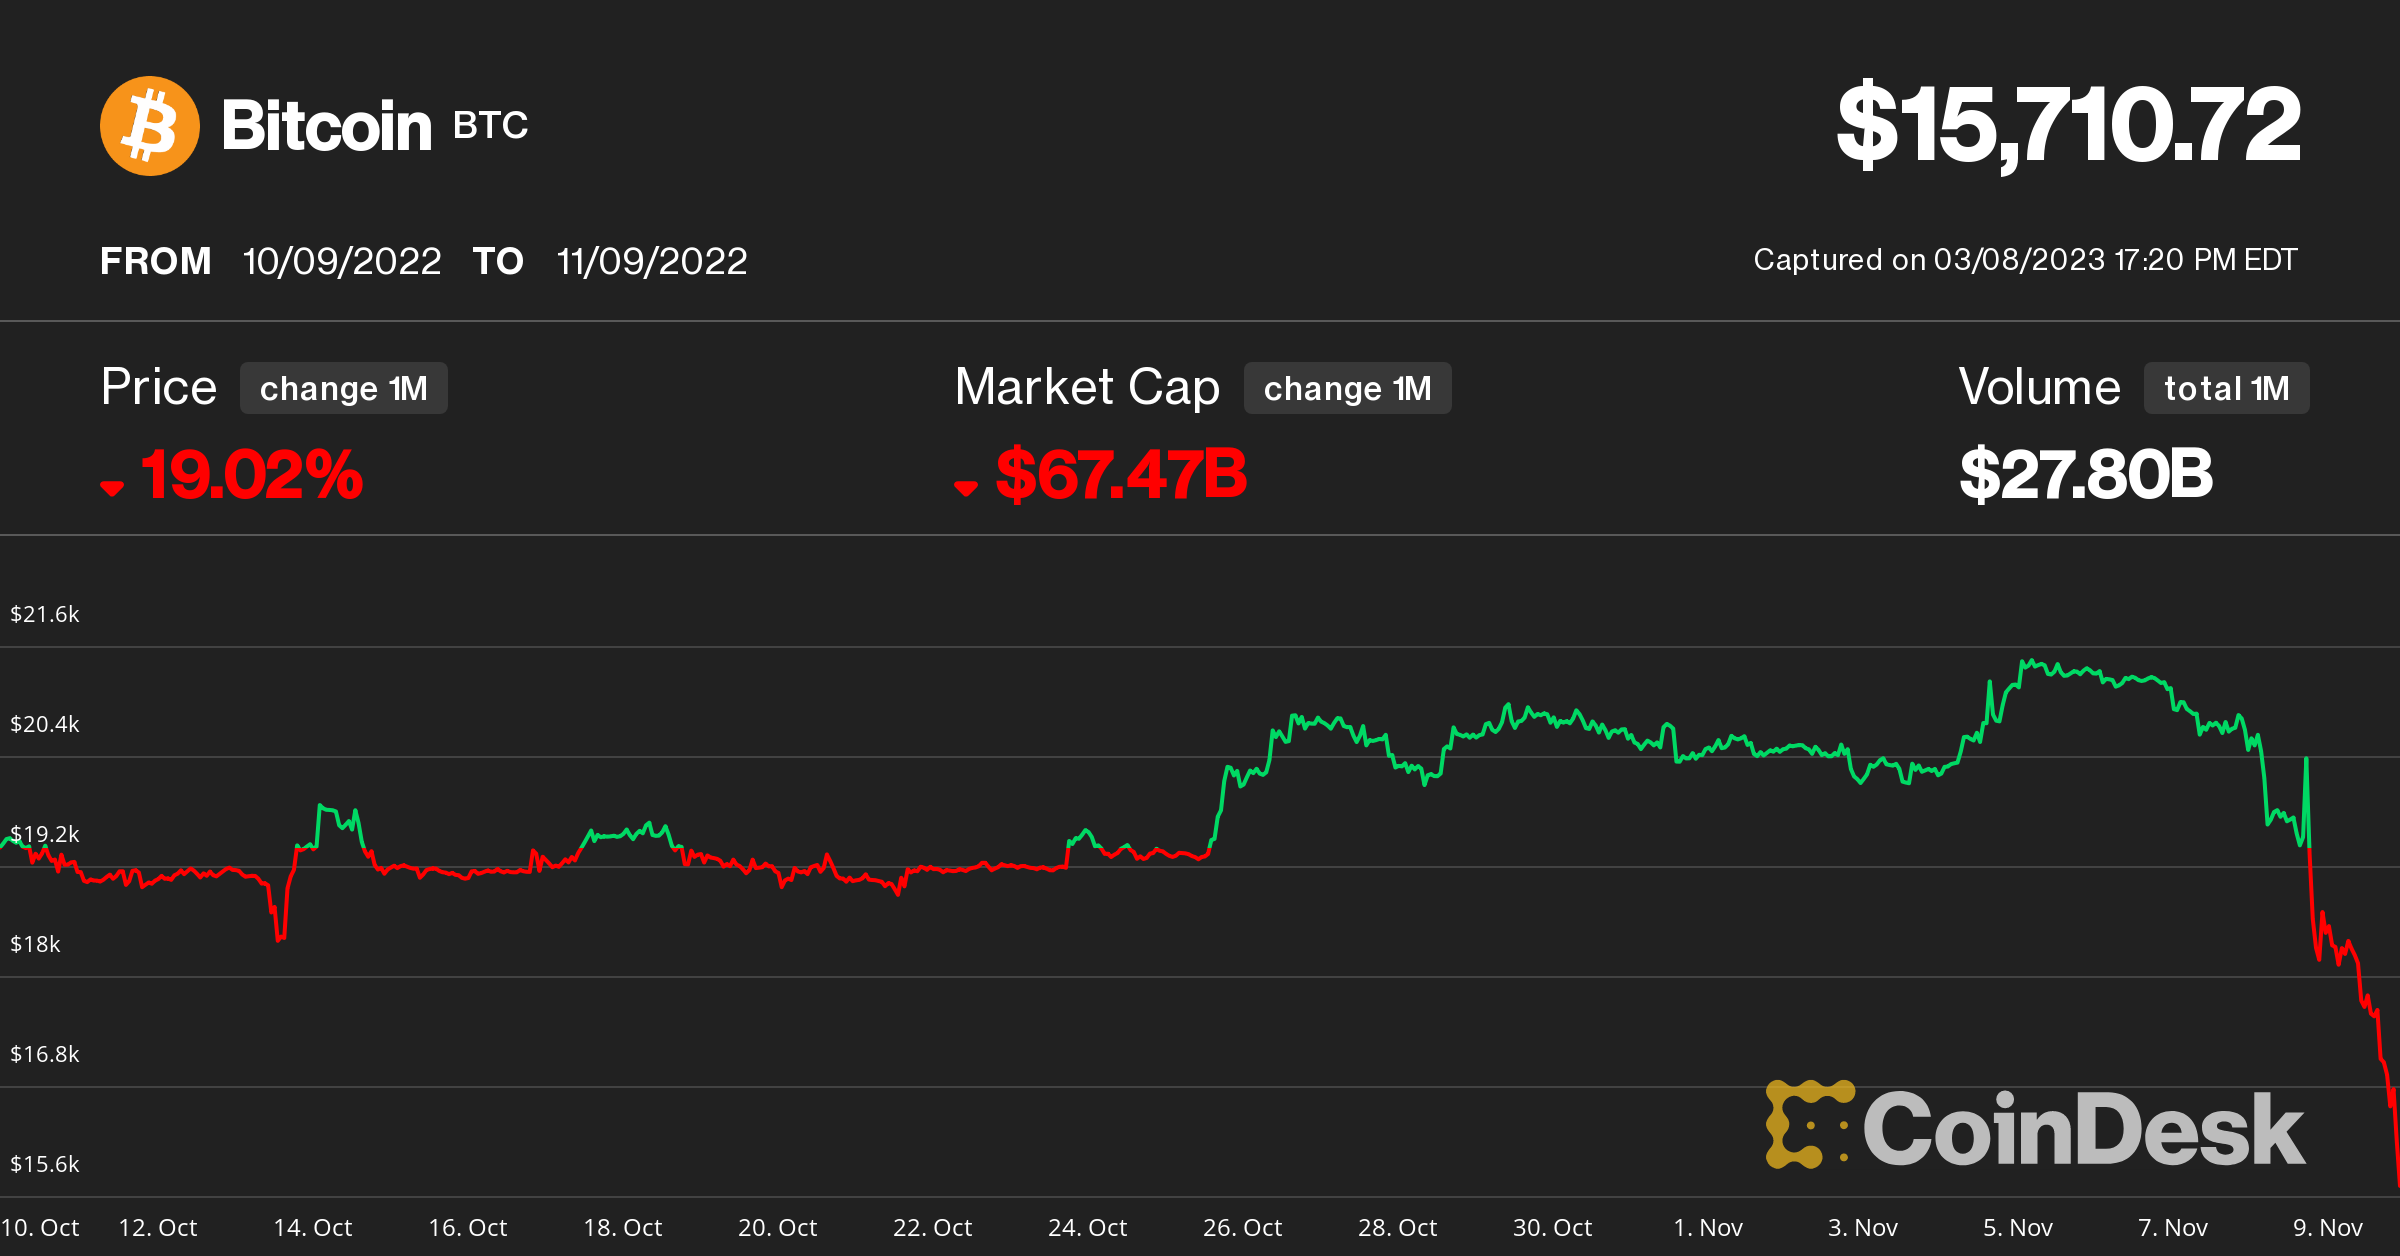 Bitcoin BTC
$15,710.72
FROM 10/09/2022 TO 11/09/2022
Captured on 03/08/2023 17:20 PM EDT
Price change 1M
19.02%
Market Cap change 1M
$67.47B
Volume total 1M
$27.80B
$21.6k
$20.4k
$19.2k
$18k
$16.8k
$15.6k
CoinDesk
10. Oct 12. Oct 14. Oct 16. Oct 18. Oct 20. Oct 22. Oct 24. Oct 26. Oct 28. Oct 30. Oct 1. Nov 3. Nov 5. Nov 7. Nov 9. Nov